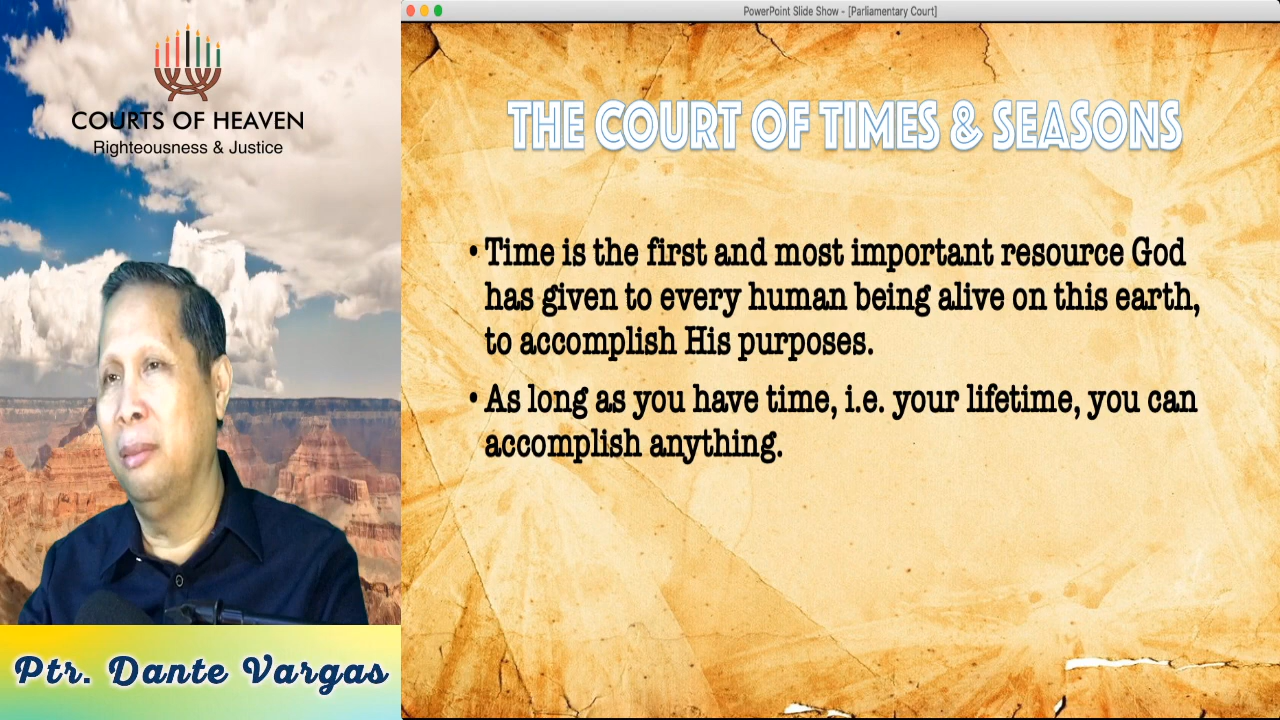 PowerPoint Slide Show - [Parliamentary Court]
COURTS OF HEAVEN
Righteousness & Justice
THE COURT OF TIMES & SEASONS
• Time is the first and most important resource God
has given to every human being alive on this earth,
to accomplish His purposes.
• As long as you have time, i.e. your lifetime, you can
accomplish anything.
Ptr. Dante Vargas